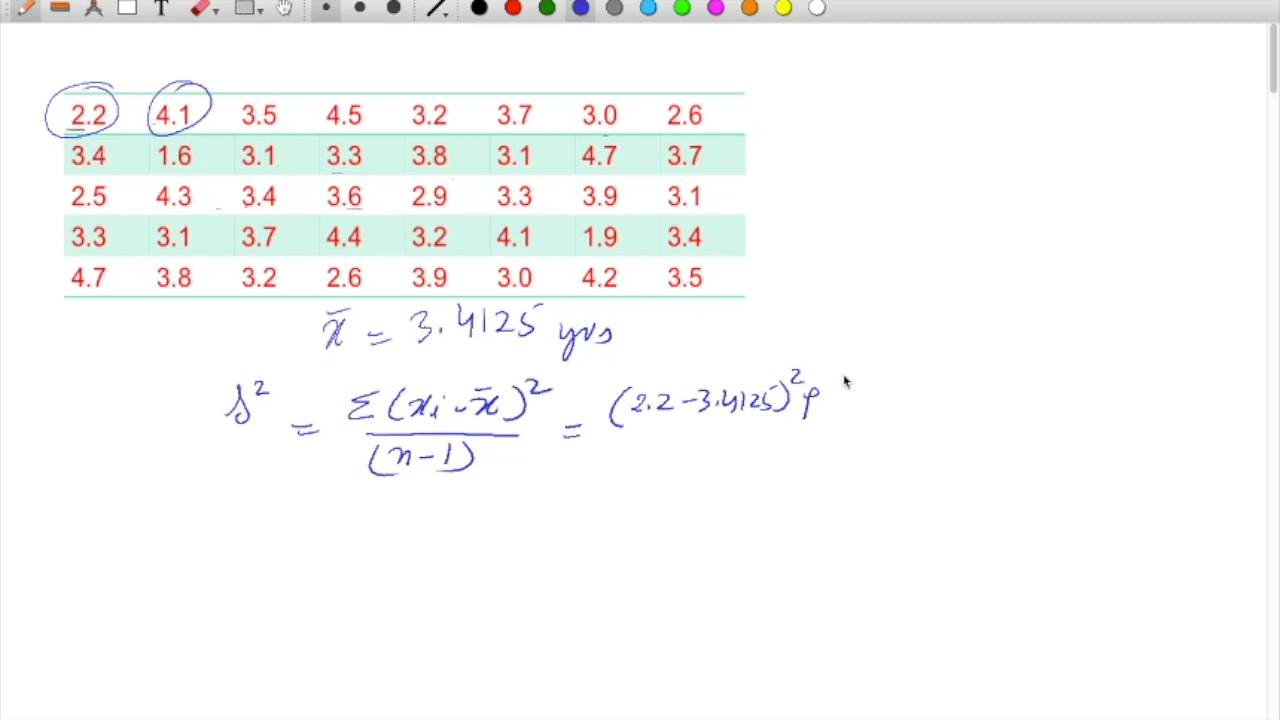 2.2 4.1 3.5 4.5 3.2 3.7 3.0 2.6
3.4 1.6 3.1 3.3 3.8 3.1 4.7 3.7
2.5 4.3 3.4 3.6 2.9 3.3 3.9 3.1
3.3 3.1 3.7 4.4 3.2 4.1 1.9 3.4
4.7 3.8 3.2 2.6 3.9 3.0 4.2 3.5
x̄ = 3.4125 yrs
s² = Σ(xi - x̄)² / (n-1) = (2.2 - 3.4125)²